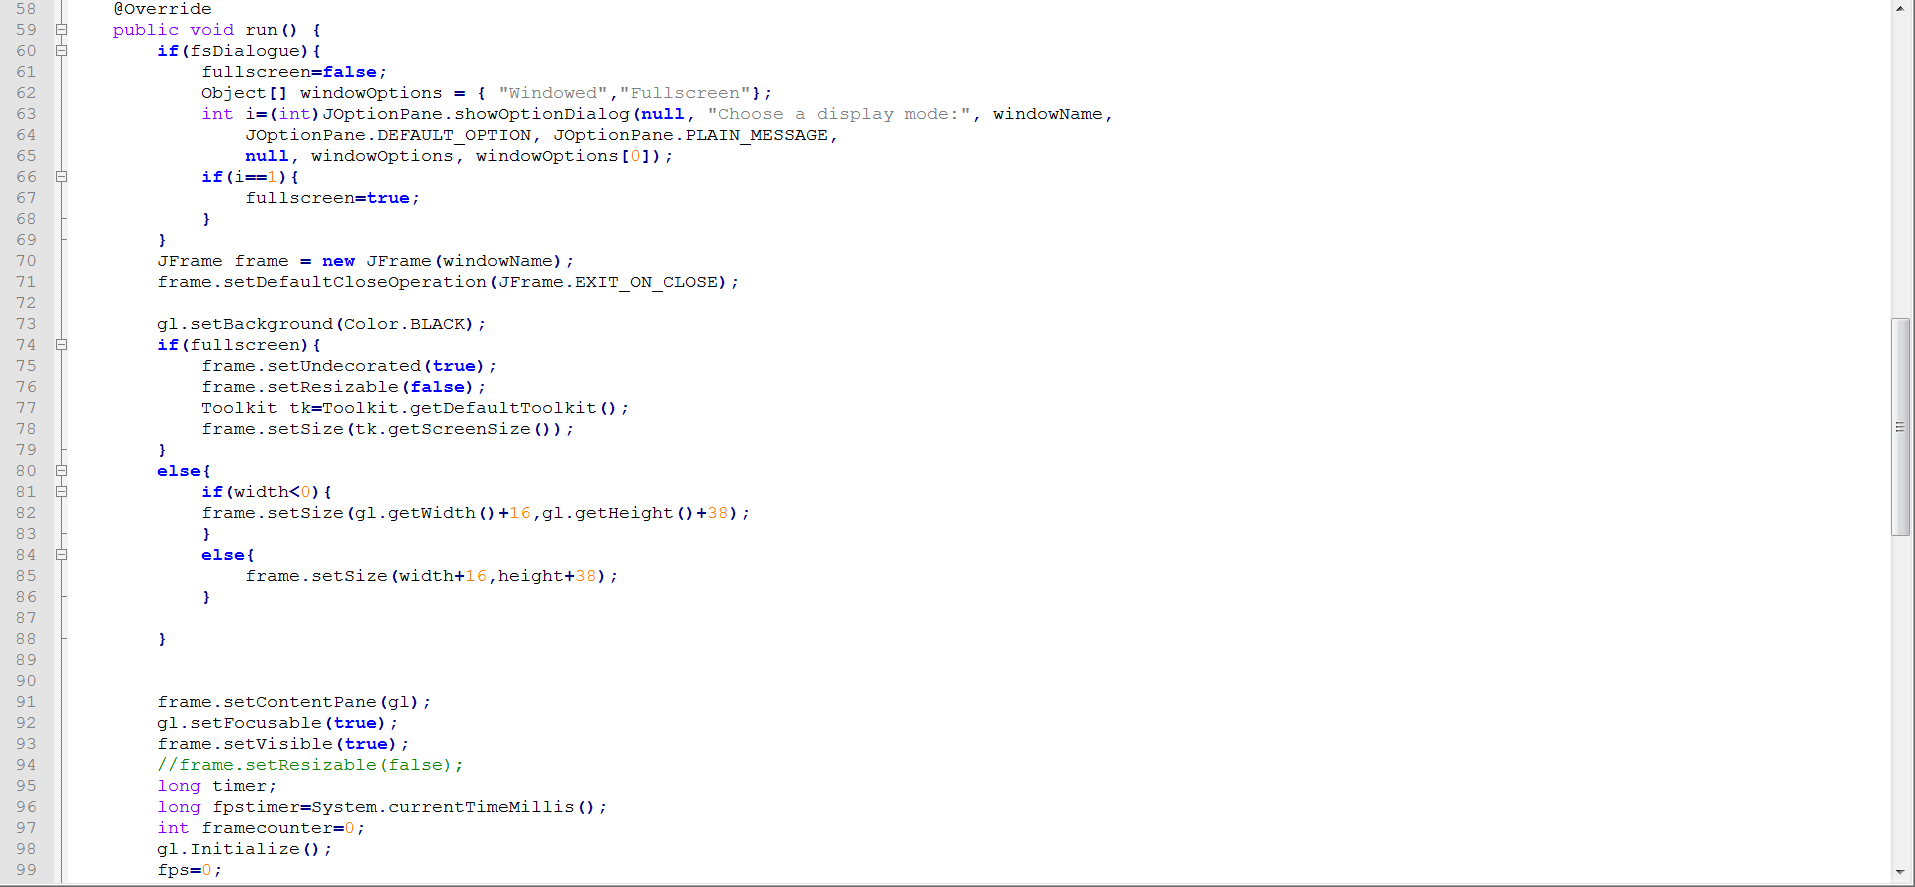 58 @Override
59 public void run() {
60 if(fsDialogue){
61 fullscreen=false;
62 Object[] windowOptions = { "Windowed","Fullscreen"};
63 int i=(int)JOptionPane.showOptionDialog(null, "Choose a display mode:", windowName,
64 JOptionPane.DEFAULT_OPTION, JOptionPane.PLAIN_MESSAGE,
65 null, windowOptions, windowOptions[0]);
66 if(i==1){
67 fullscreen=true;
68 }
69 }
70 JFrame frame = new JFrame(windowName);
71 frame.setDefaultCloseOperation(JFrame.EXIT_ON_CLOSE);
72
73 gl.setBackground(Color.BLACK);
74 if(fullscreen){
75 frame.setUndecorated(true);
76 frame.setResizable(false);
77 Toolkit tk=Toolkit.getDefaultToolkit();
78 frame.setSize(tk.getScreenSize());
79 }
80 else{
81 if(width<0){
82 frame.setSize(gl.getWidth()+16,gl.getHeight()+38);
83 }
84 else{
85 frame.setSize(width+16,height+38);
86 }
87
88 }
89
90
91 frame.setContentPane(gl);
92 gl.setFocusable(true);
93 frame.setVisible(true);
94 //frame.setResizable(false);
95 long timer;
96 long fpstimer=System.currentTimeMillis();
97 int framecounter=0;
98 gl.Initialize();
99 fps=0;